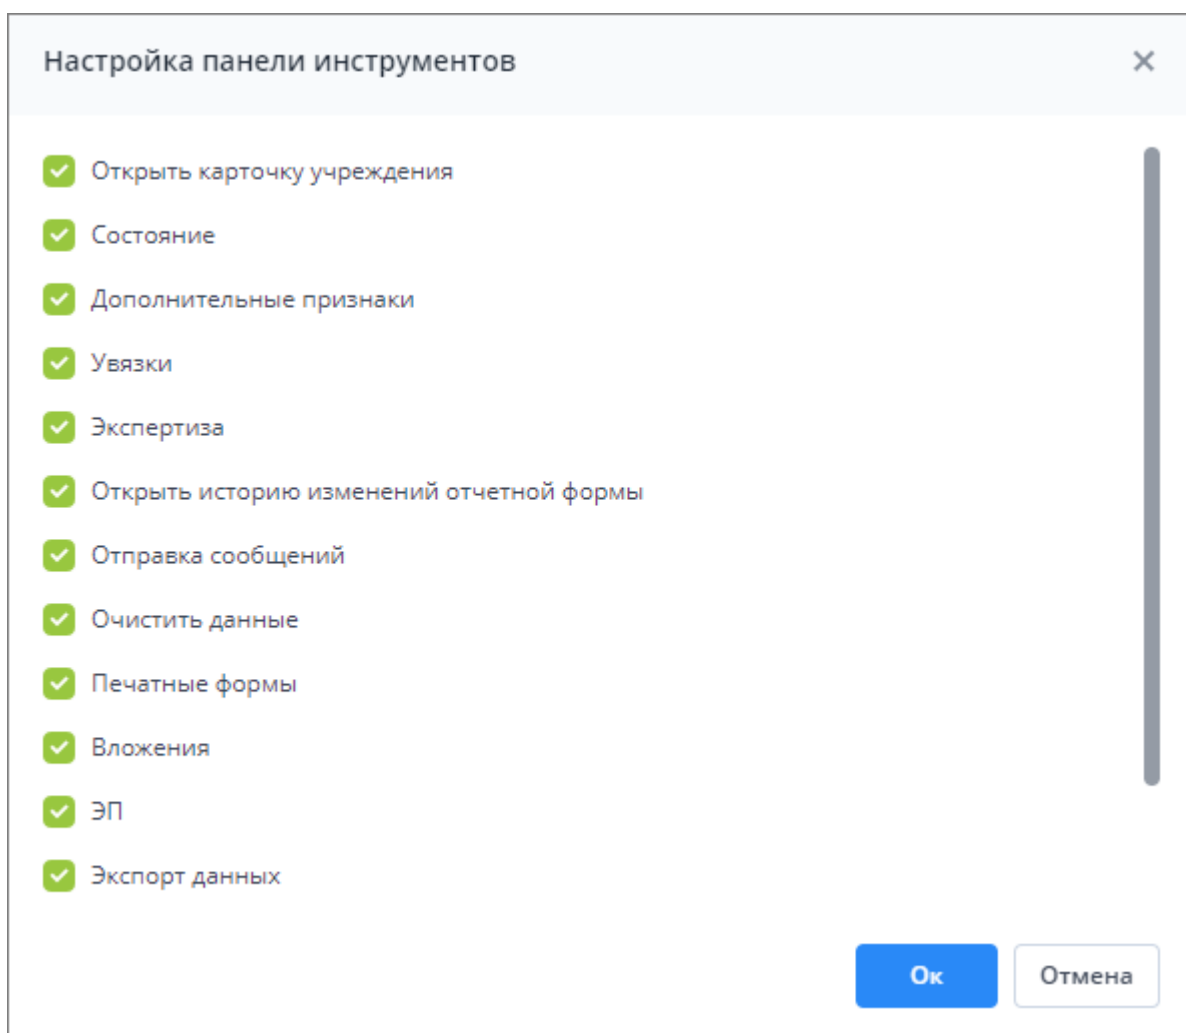 Настройка панели инструментов
Открыть карточку учреждения
Состояние
Дополнительные признаки
Увязки
Экспертиза
Открыть историю изменений отчетной формы
Отправка сообщений
Очистить данные
Печатные формы
Вложения
ЭП
Экспорт данных
Ок Отмена